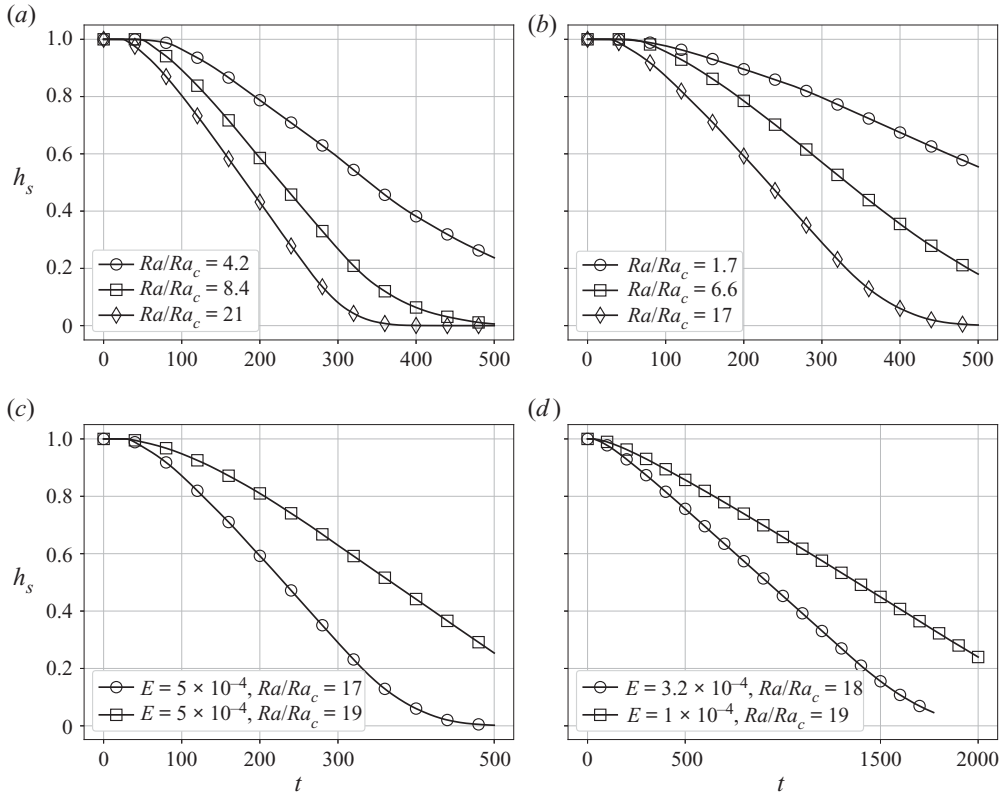 (a)
1.0
0.8
0.6
0.4
0.2
0
h_s
Ra/Ra_c = 4.2
Ra/Ra_c = 8.4
Ra/Ra_c = 21
0 100 200 300 400 500
(b)
Ra/Ra_c = 1.7
Ra/Ra_c = 6.6
Ra/Ra_c = 17
0 100 200 300 400 500
(c)
1.0
0.8
0.6
0.4
0.2
0
h_s
E = 5 × 10⁻⁴, Ra/Ra_c = 17
E = 5 × 10⁻⁴, Ra/Ra_c = 19
0 100 200 300 500
t
(d)
E = 3.2 × 10⁻⁴, Ra/Ra_c = 18
E = 1 × 10⁻⁴, Ra/Ra_c = 19
0 500 1500 2000
t